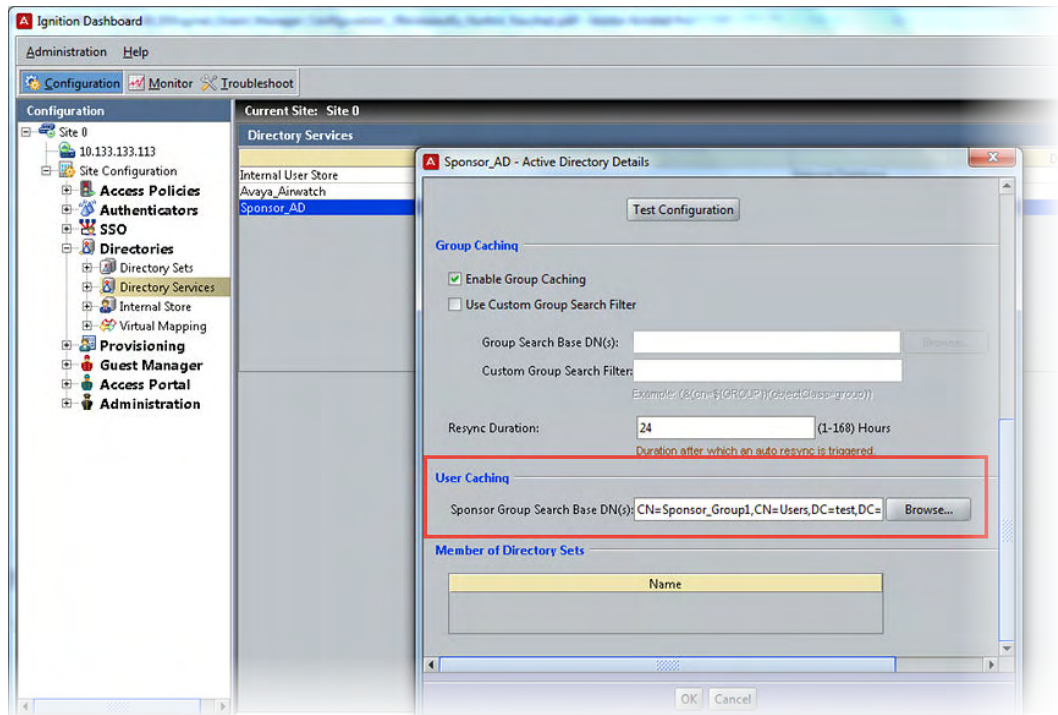 Ignition Dashboard
Administration Help
Configuration Monitor Troubleshoot
Configuration
Site 0
10.133.133.113
Site Configuration
Access Policies
Authenticators
SSO
Directories
Directory Sets
Directory Services
Internal Store
Virtual Mapping
Provisioning
Guest Manager
Access Portal
Administration
Current Site: Site 0
Directory Services
Internal User Store
Avaya_Airwatch
Sponsor_AD
Sponsor_AD - Active Directory Details
Test Configuration
Group Caching
Enable Group Caching
Use Custom Group Search Filter
Group Search Base DN(s): Browse...
Custom Group Search Filter:
Example: (&(cn=${GROUP})(objectClass=group))
Resync Duration: 24 (1-168) Hours
Duration after which an auto resync is triggered.
User Caching
Sponsor Group Search Base DN(s): CN=Sponsor_Group1,CN=Users,DC=test,DC= Browse...
Member of Directory Sets
Name
OK Cancel